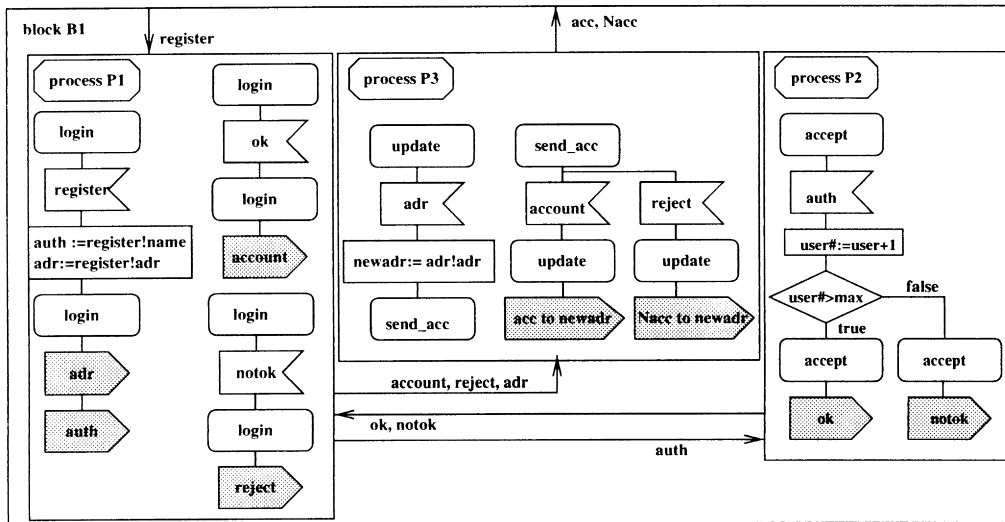 block B1
register
acc, Nacc
process P1
login
register
auth :=register!name
adr:=register!adr
login
adr
auth
login
ok
login
account
login
notok
login
reject
process P3
update
adr
newadr:= adr!adr
send_acc
send_acc
account
reject
update
update
acc to newadr
Nacc to newadr
account, reject, adr
ok, notok
auth
process P2
accept
auth
user#:=user+1
user#>max
false
true
accept
accept
ok
notok